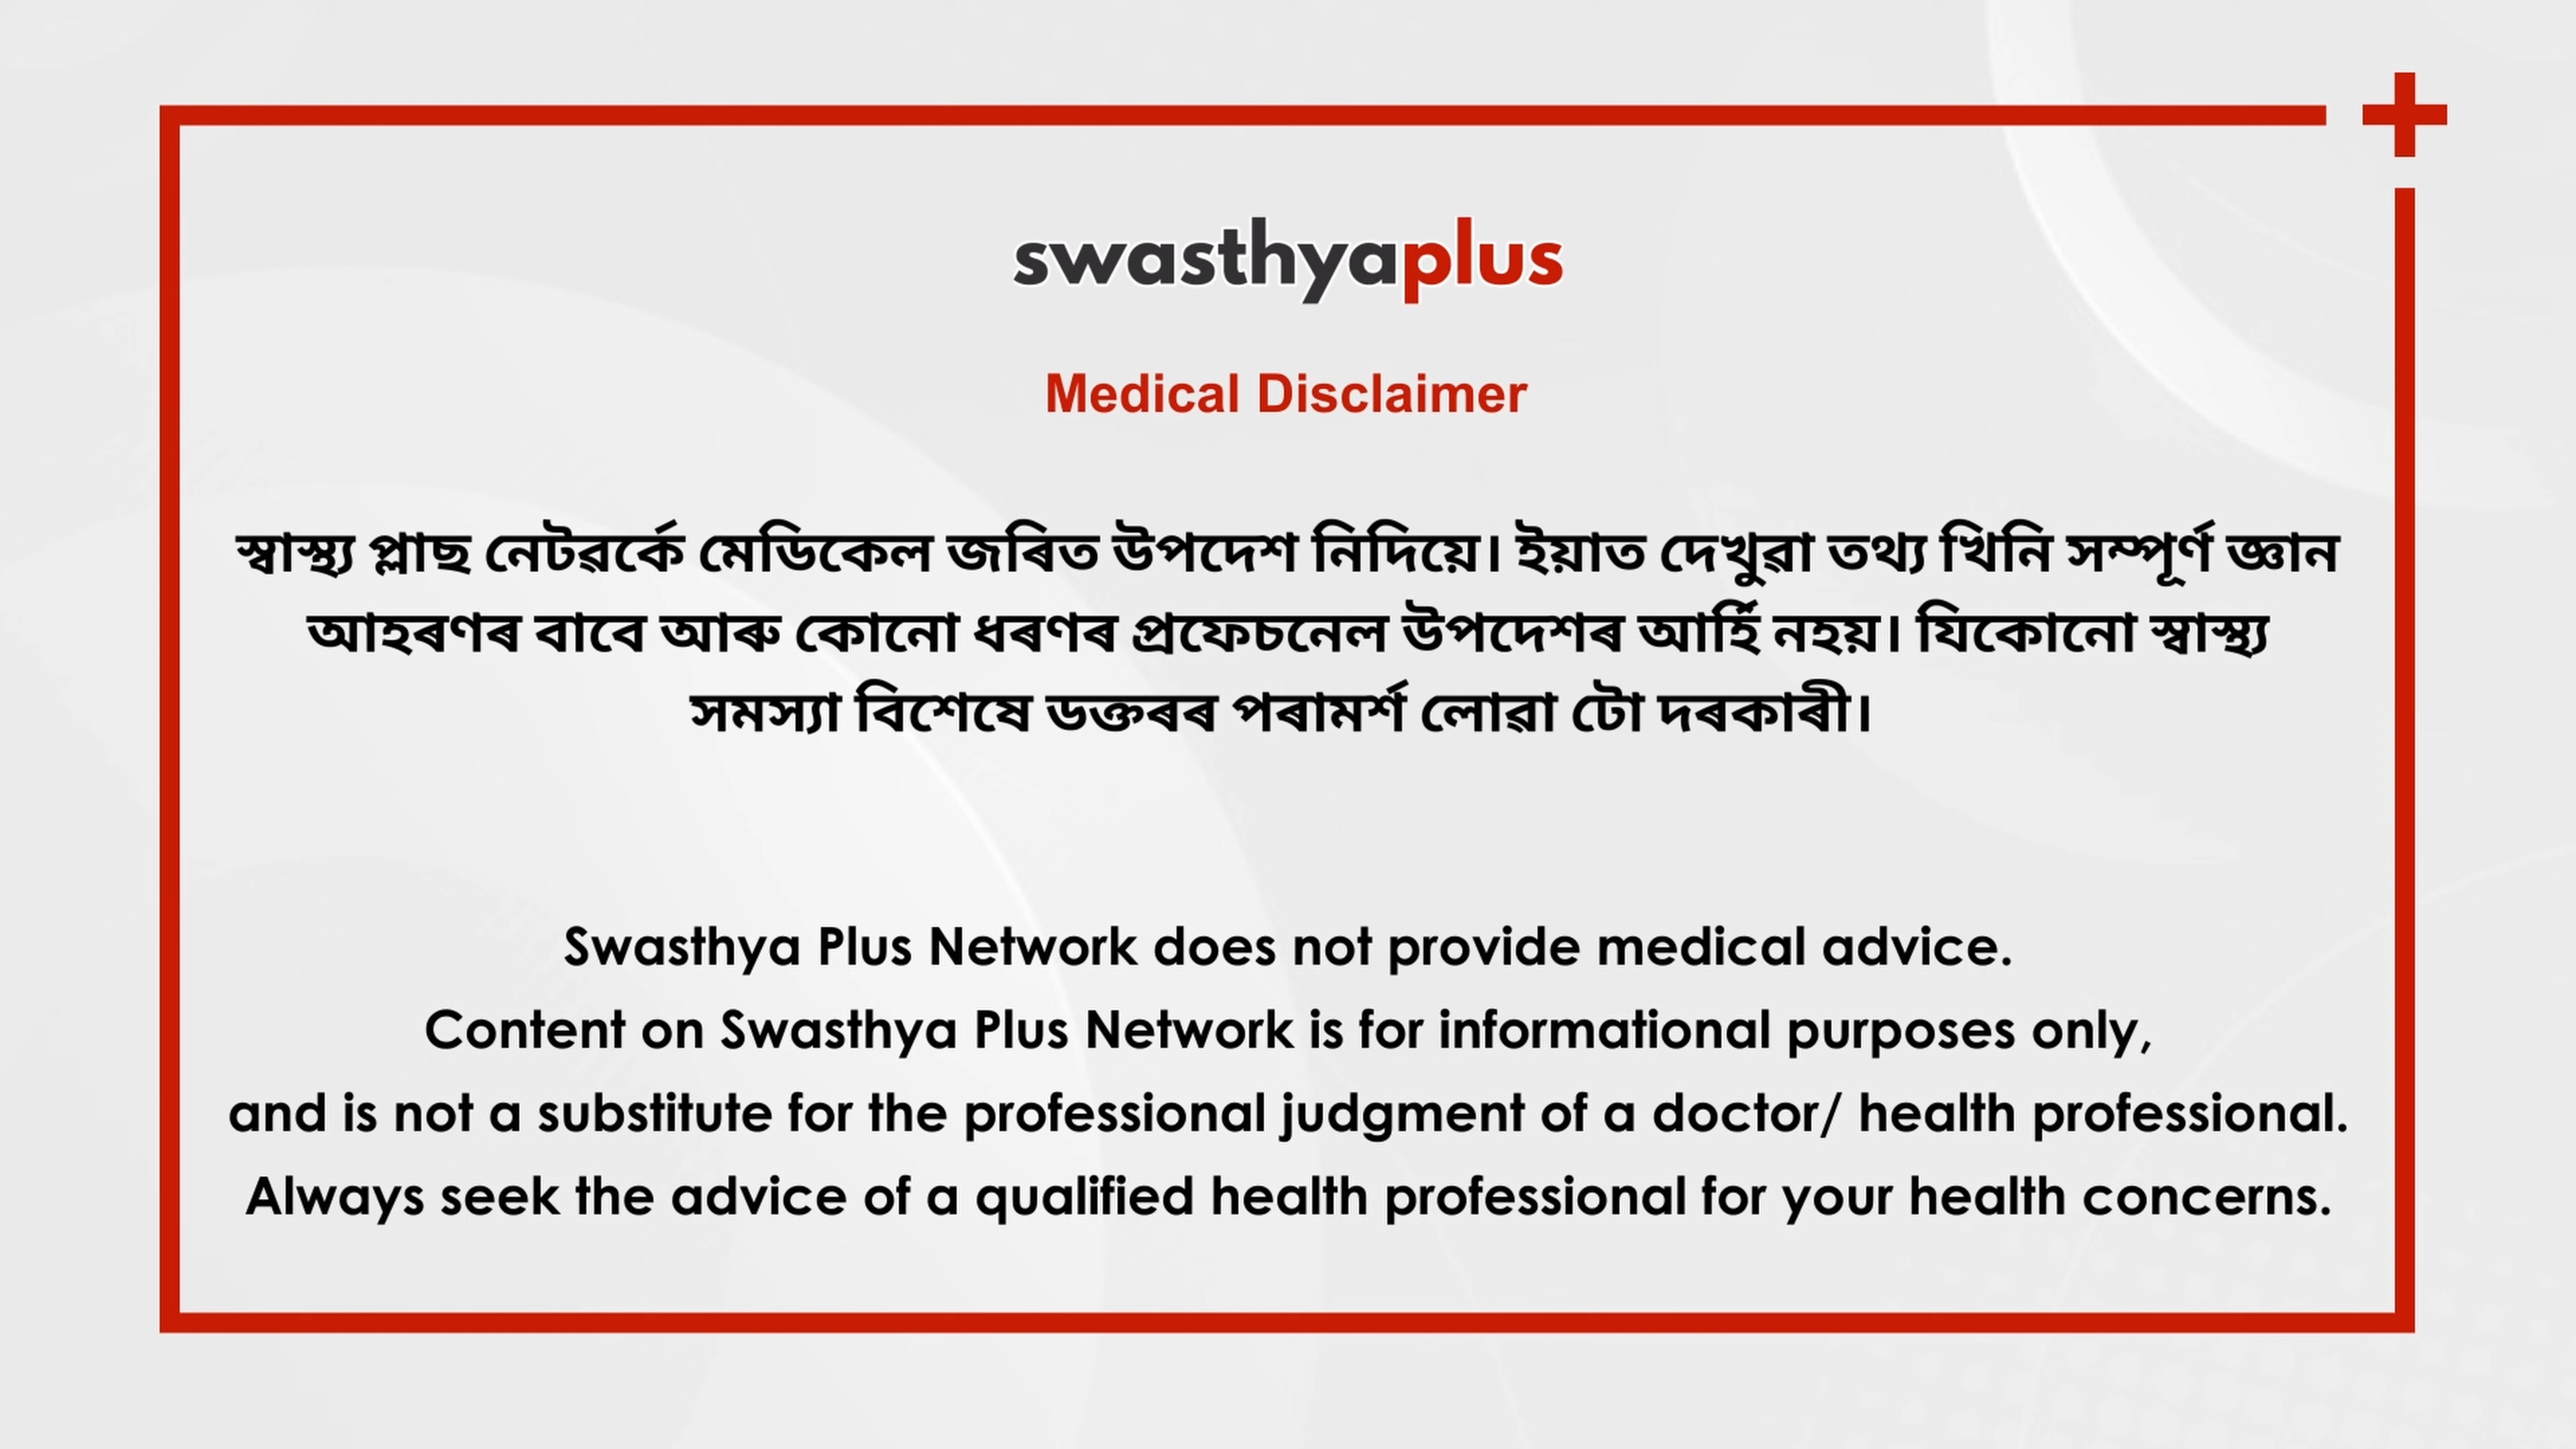 swasthyaplus
Medical Disclaimer
স্বাস্থ্য প্লাছ নেটৱৰ্কে মেডিকেল জৰিত উপদেশ নিদিয়ে। ইয়াত দেখুৱা তথ্য খিনি সম্পূৰ্ণ জ্ঞান
আহৰণৰ বাবে আৰু কোনো ধৰণৰ প্ৰফেচনেল উপদেশৰ আৰ্হি নহয়। যিকোনো স্বাস্থ্য
সমস্যা বিশেষে ডক্তৰৰ পৰামৰ্শ লোৱা টো দৰকাৰী।
Swasthya Plus Network does not provide medical advice.
Content on Swasthya Plus Network is for informational purposes only,
and is not a substitute for the professional judgment of a doctor/ health professional.
Always seek the advice of a qualified health professional for your health concerns.